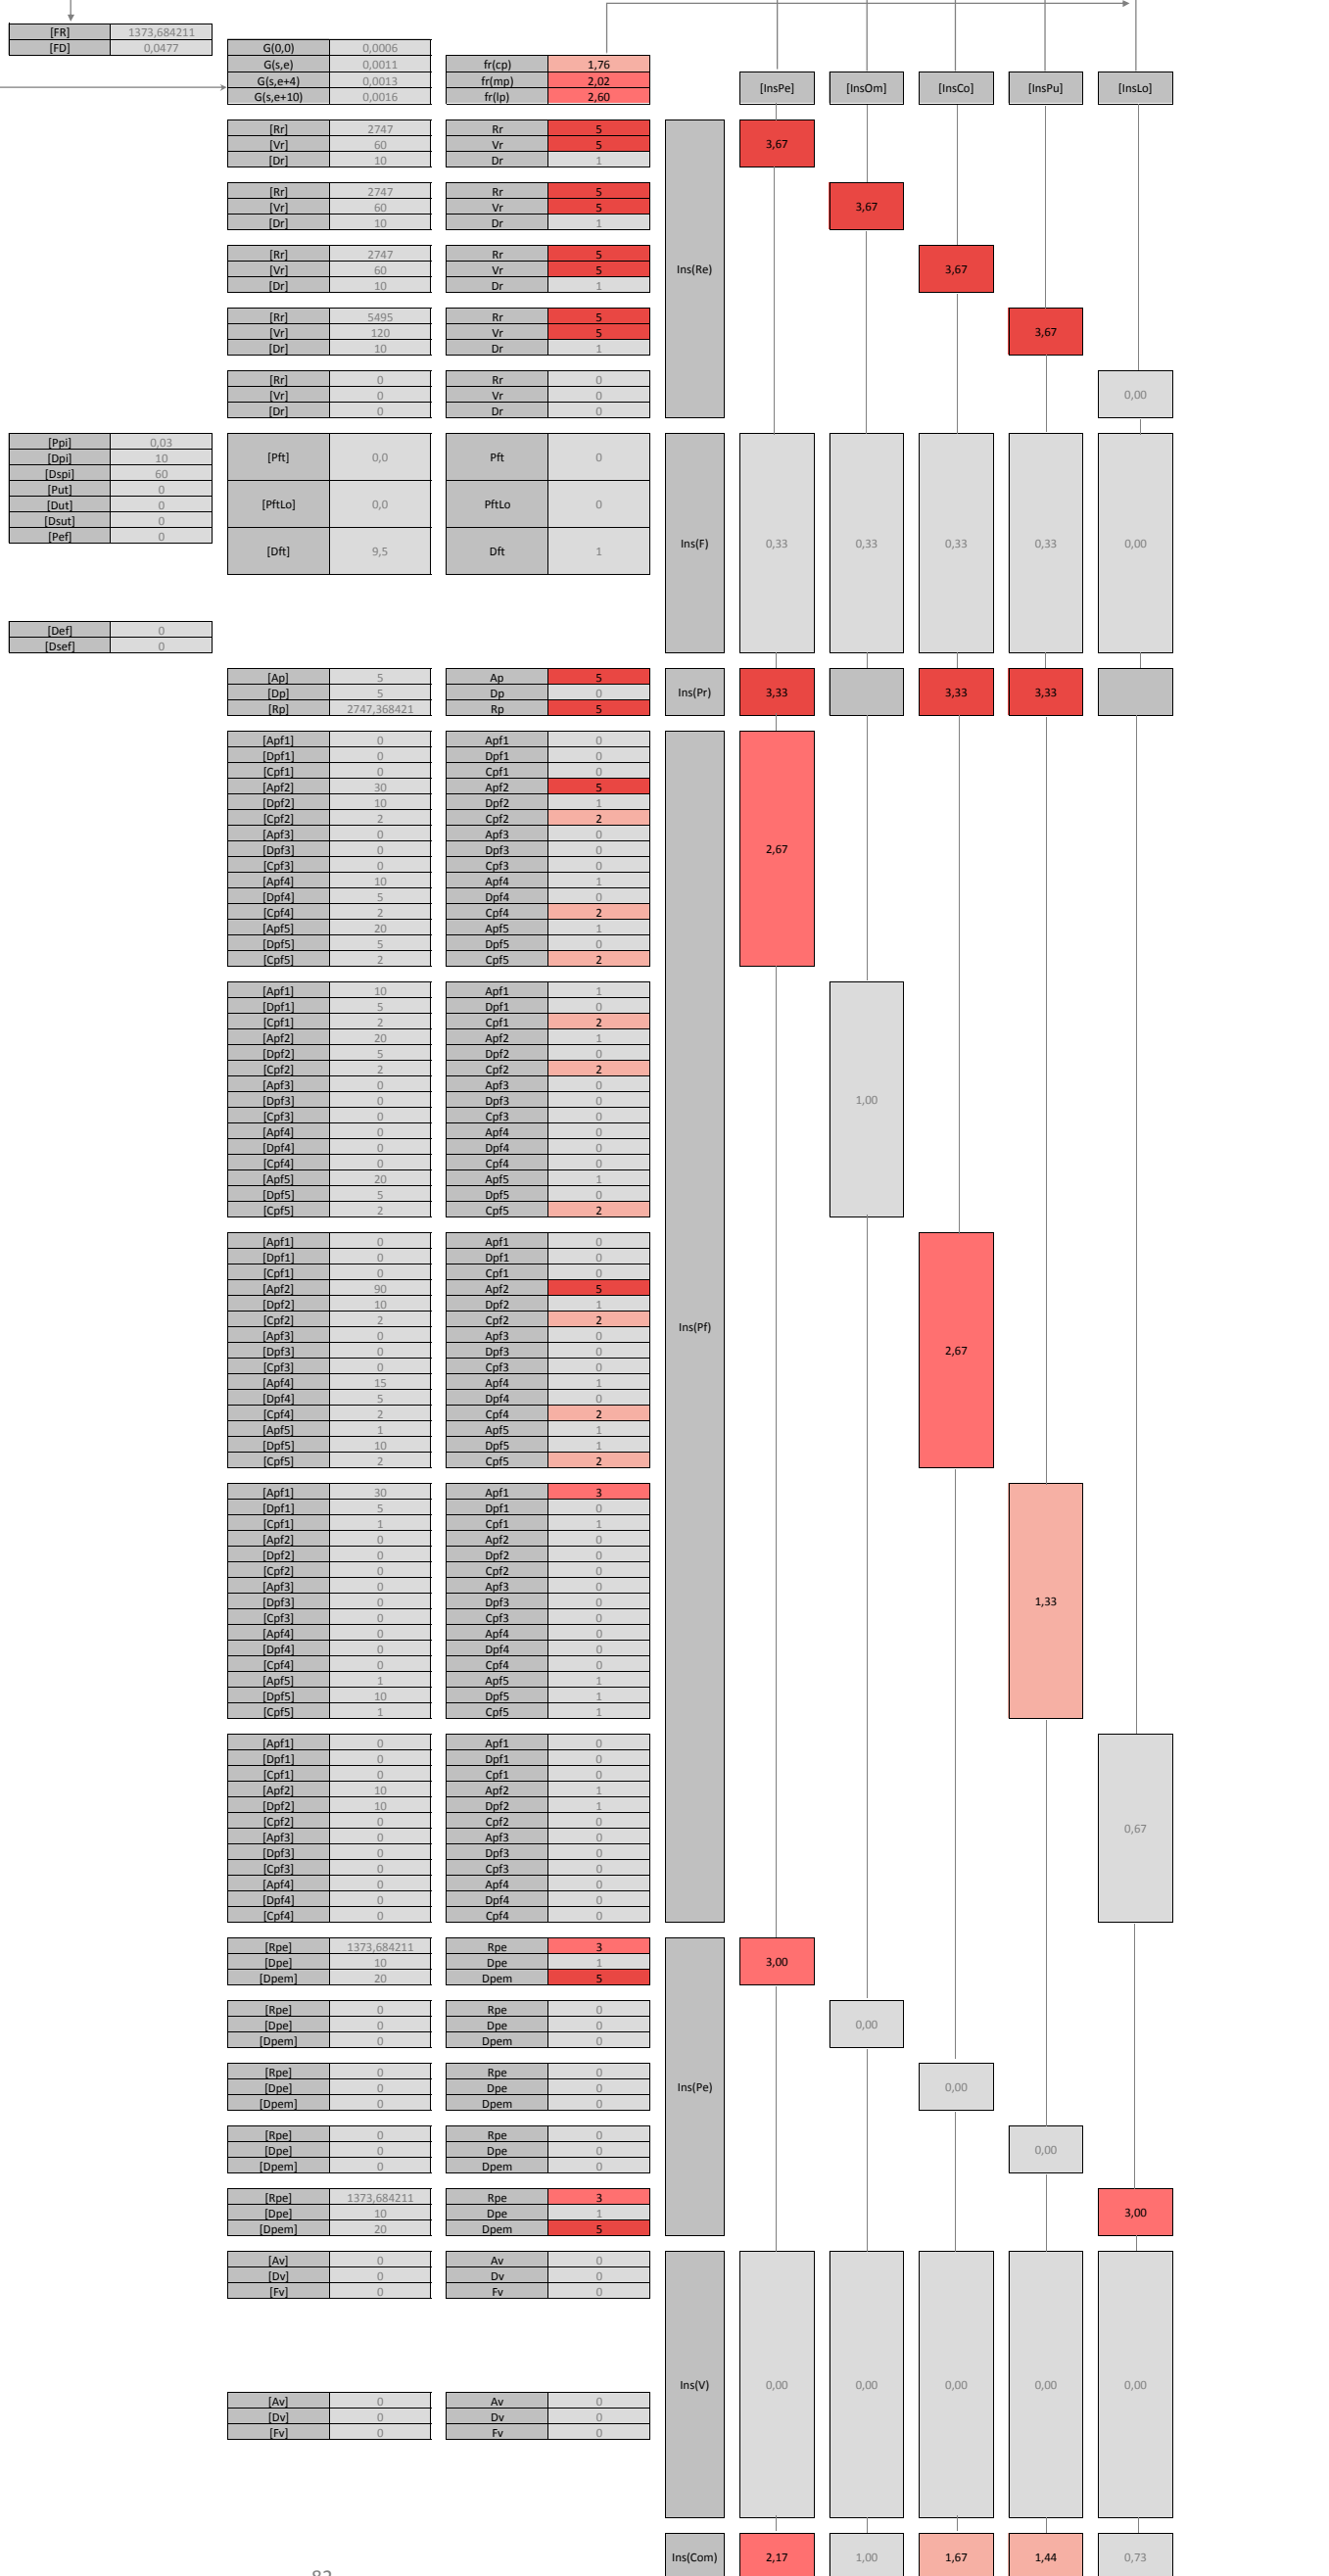 [FR] 1373,684211
[FD] 0,0477
G(0,0) 0,0006
G(s,e) 0,0011 fr(cp) 1,76
G(s,e+4) 0,0013 fr(mp) 2,02
G(s,e+10) 0,0016 fr(lp) 2,60
[InsPe] [InsOm] [InsCo] [InsPu] [InsLo]
[Rr] 2747 Rr 5
[Vr] 60 Vr 5 3,67
[Dr] 10 Dr 1
[Rr] 2747 Rr 5
[Vr] 60 Vr 5 3,67
[Dr] 10 Dr 1
[Rr] 2747 Rr 5
[Vr] 60 Vr 5 Ins(Re) 3,67
[Dr] 10 Dr 1
[Rr] 5495 Rr 5
[Vr] 120 Vr 5 3,67
[Dr] 10 Dr 1
[Rr] 0 Rr 0
[Vr] 0 Vr 0 0,00
[Dr] 0 Dr 0
[Ppi] 0,03
[Dpi] 10 [Pft] 0,0 Pft 0
[Dspi] 60
[Put] 0
[Dut] 0 [PftLo] 0,0 PftLo 0
[Dsut] 0
[Pef] 0
[Dft] 9,5 Dft 1 Ins(F) 0,33 0,33 0,33 0,33 0,00
[Def] 0
[Dsef] 0
[Ap] 5 Ap 5
[Dp] 5 Dp 0 Ins(Pr) 3,33 3,33 3,33
[Rp] 2747,368421 Rp 5
[Apf1] 0 Apf1 0
[Dpf1] 0 Dpf1 0
[Cpf1] 0 Cpf1 0
[Apf2] 30 Apf2 5
[Dpf2] 10 Dpf2 1
[Cpf2] 2 Cpf2 2
[Apf3] 0 Apf3 0
[Dpf3] 0 Dpf3 0 2,67
[Cpf3] 0 Cpf3 0
[Apf4] 10 Apf4 1
[Dpf4] 5 Dpf4 0
[Cpf4] 2 Cpf4 2
[Apf5] 20 Apf5 1
[Dpf5] 5 Dpf5 0
[Cpf5] 2 Cpf5 2
[Apf1] 10 Apf1 1
[Dpf1] 5 Dpf1 0
[Cpf1] 2 Cpf1 2
[Apf2] 20 Apf2 1
[Dpf2] 5 Dpf2 0
[Cpf2] 2 Cpf2 2
[Apf3] 0 Apf3 0
[Dpf3] 0 Dpf3 0 1,00
[Cpf3] 0 Cpf3 0
[Apf4] 0 Apf4 0
[Dpf4] 0 Dpf4 0
[Cpf4] 0 Cpf4 0
[Apf5] 20 Apf5 1
[Dpf5] 5 Dpf5 0
[Cpf5] 2 Cpf5 2
[Apf1] 0 Apf1 0
[Dpf1] 0 Dpf1 0
[Cpf1] 0 Cpf1 0
[Apf2] 90 Apf2 5
[Dpf2] 10 Dpf2 1
[Cpf2] 2 Cpf2 2 Ins(Pf)
[Apf3] 0 Apf3 0
[Dpf3] 0 Dpf3 0 2,67
[Cpf3] 0 Cpf3 0
[Apf4] 15 Apf4 1
[Dpf4] 5 Dpf4 0
[Cpf4] 2 Cpf4 2
[Apf5] 1 Apf5 1
[Dpf5] 10 Dpf5 1
[Cpf5] 2 Cpf5 2
[Apf1] 30 Apf1 3
[Dpf1] 5 Dpf1 0
[Cpf1] 1 Cpf1 1
[Apf2] 0 Apf2 0
[Dpf2] 0 Dpf2 0
[Cpf2] 0 Cpf2 0
[Apf3] 0 Apf3 0
[Dpf3] 0 Dpf3 0 1,33
[Cpf3] 0 Cpf3 0
[Apf4] 0 Apf4 0
[Dpf4] 0 Dpf4 0
[Cpf4] 0 Cpf4 0
[Apf5] 1 Apf5 1
[Dpf5] 10 Dpf5 1
[Cpf5] 1 Cpf5 1
[Apf1] 0 Apf1 0
[Dpf1] 0 Dpf1 0
[Cpf1] 0 Cpf1 0
[Apf2] 10 Apf2 1
[Dpf2] 10 Dpf2 1
[Cpf2] 0 Cpf2 0 0,67
[Apf3] 0 Apf3 0
[Dpf3] 0 Dpf3 0
[Cpf3] 0 Cpf3 0
[Apf4] 0 Apf4 0
[Dpf4] 0 Dpf4 0
[Cpf4] 0 Cpf4 0
[Rpe] 1373,684211 Rpe 3
[Dpe] 10 Dpe 1 3,00
[Dpem] 20 Dpem 5
[Rpe] 0 Rpe 0
[Dpe] 0 Dpe 0 0,00
[Dpem] 0 Dpem 0
[Rpe] 0 Rpe 0
[Dpe] 0 Dpe 0 Ins(Pe) 0,00
[Dpem] 0 Dpem 0
[Rpe] 0 Rpe 0
[Dpe] 0 Dpe 0 0,00
[Dpem] 0 Dpem 0
[Rpe] 1373,684211 Rpe 3
[Dpe] 10 Dpe 1 3,00
[Dpem] 20 Dpem 5
[Av] 0 Av 0
[Dv] 0 Dv 0
[Fv] 0 Fv 0
Ins(V) 0,00 0,00 0,00 0,00 0,00
[Av] 0 Av 0
[Dv] 0 Dv 0
[Fv] 0 Fv 0
Ins(Com) 2,17 1,00 1,67 1,44 0,73